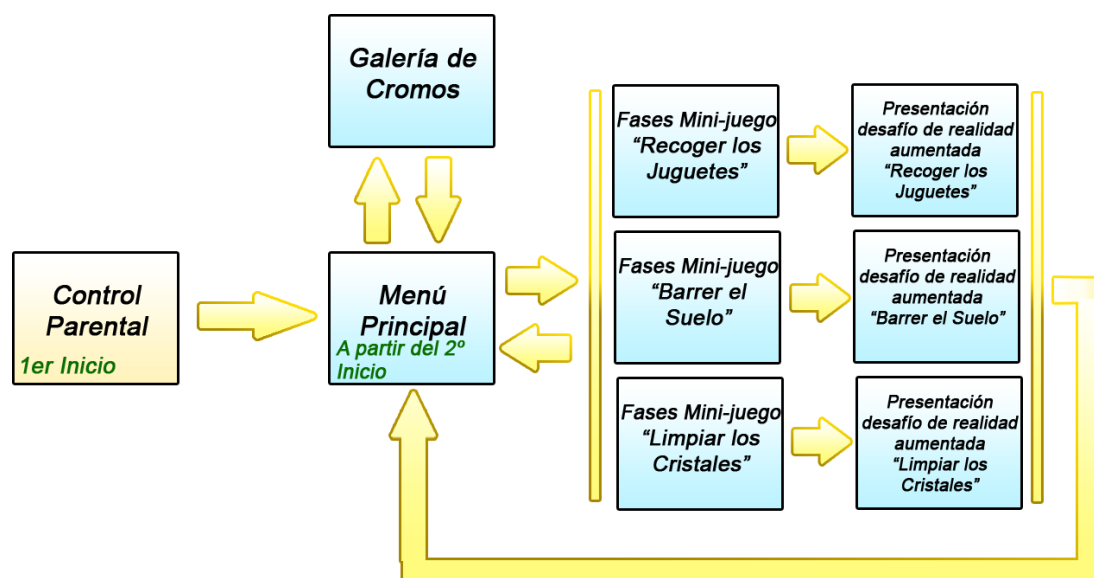 Galería de
Cromos
Control
Parental
1er Inicio
Menú
Principal
A partir del 2º
Inicio
Fases Mini-juego
“Recoger los
Juguetes”
Presentación
desafío de realidad
aumentada
“Recoger los
Juguetes”
Fases Mini-juego
“Barrer el
Suelo”
Presentación
desafío de realidad
aumentada
“Barrer el Suelo”
Fases Mini-juego
“Limpiar los
Cristales”
Presentación
desafío de realidad
aumentada
“Limpiar los
Cristales”